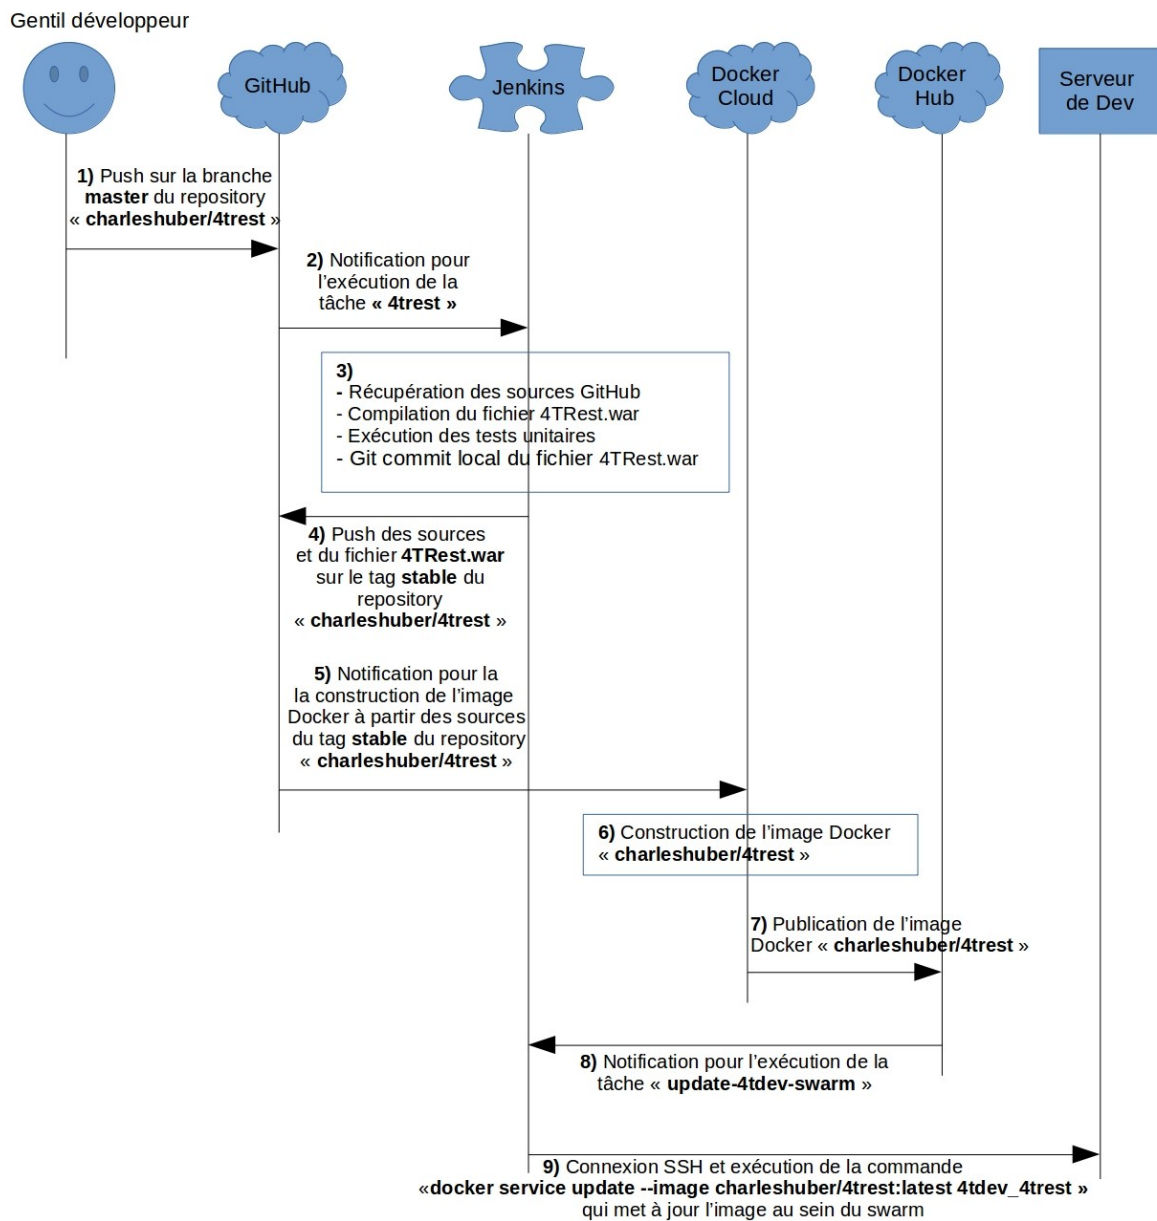 Gentil développeur
GitHub
Jenkins
Docker
Cloud
Docker
Hub
Serveur
de Dev
1) Push sur la branche
master du repository
« charleshuber/4trest »
2) Notification pour
l'exécution de la
tâche « 4trest »
3)
- Récupération des sources GitHub
- Compilation du fichier 4TRest.war
- Exécution des tests unitaires
- Git commit local du fichier 4TRest.war
4) Push des sources
et du fichier 4TRest.war
sur le tag stable du
repository
« charleshuber/4trest »
5) Notification pour la
la construction de l'image
Docker à partir des sources
du tag stable du repository
« charleshuber/4trest »
6) Construction de l'image Docker
« charleshuber/4trest »
7) Publication de l'image
Docker « charleshuber/4trest »
8) Notification pour l'exécution de la
tâche « update-4tdev-swarm »
9) Connexion SSH et exécution de la commande
«docker service update --image charleshuber/4trest:latest 4tdev_4trest »
qui met à jour l'image au sein du swarm